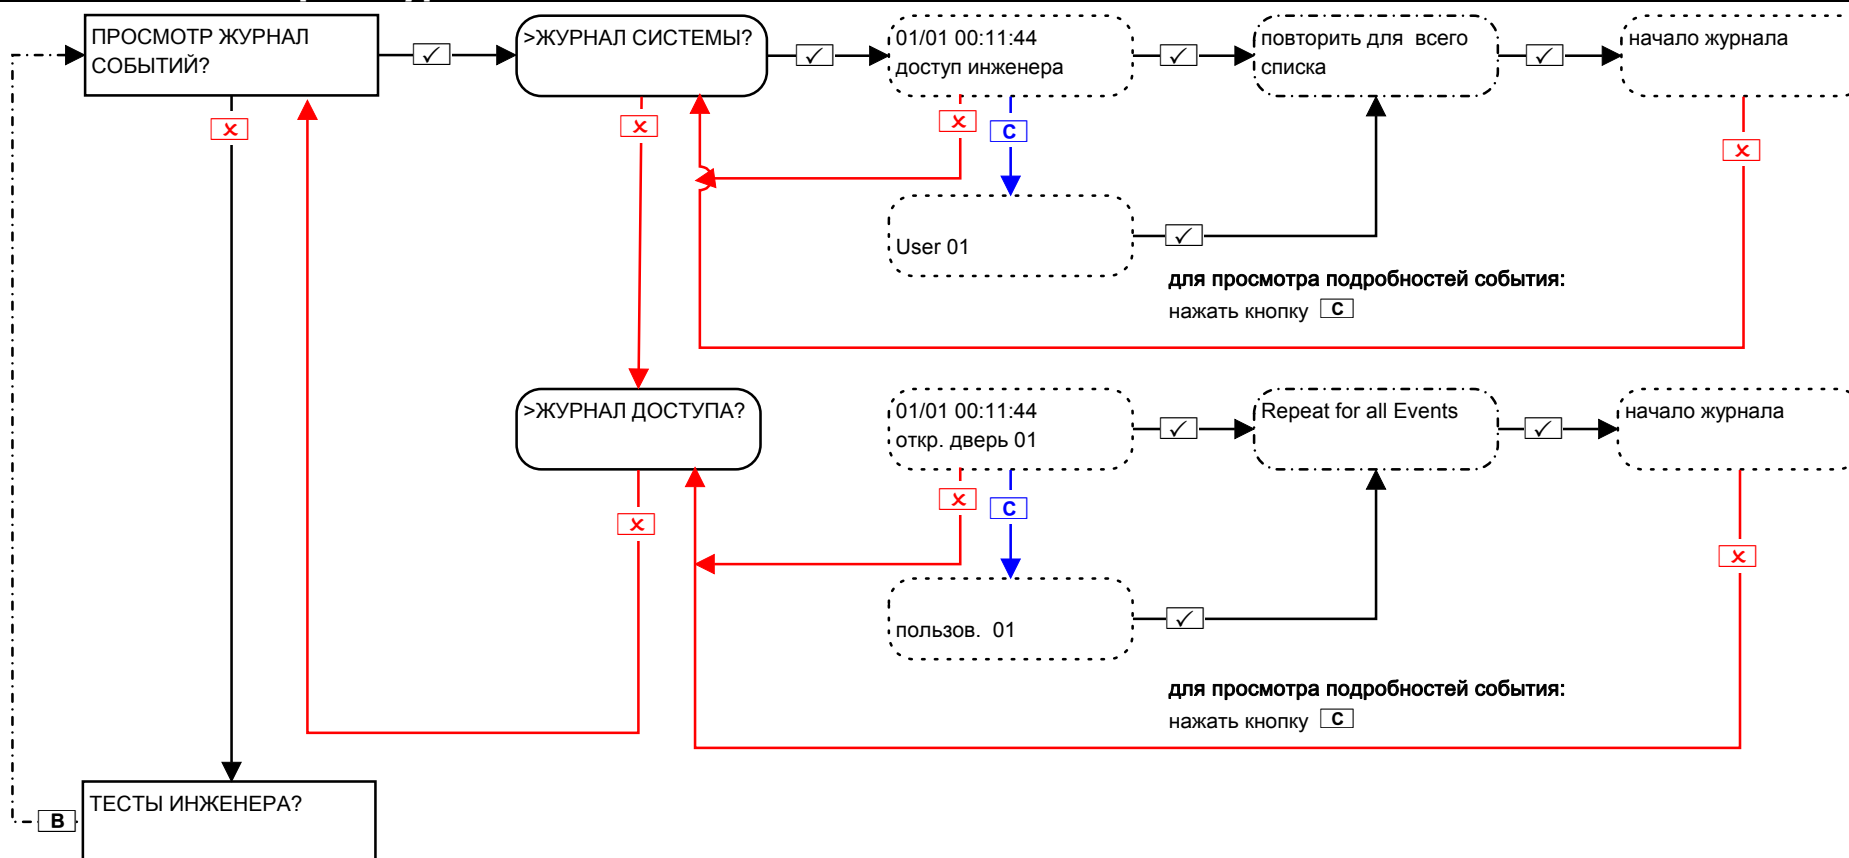 ПРОСМОТР ЖУРНАЛ
СОБЫТИЙ?
>ЖУРНАЛ СИСТЕМЫ?
01/01 00:11:44
доступ инженера
повторить для всего
списка
начало журнала
C
User 01
для просмотра подробностей события:
нажать кнопку C
>ЖУРНАЛ ДОСТУПА?
01/01 00:11:44
откр. дверь 01
Repeat for all Events
начало журнала
C
пользов. 01
для просмотра подробностей события:
нажать кнопку C
ТЕСТЫ ИНЖЕНЕРА?
B